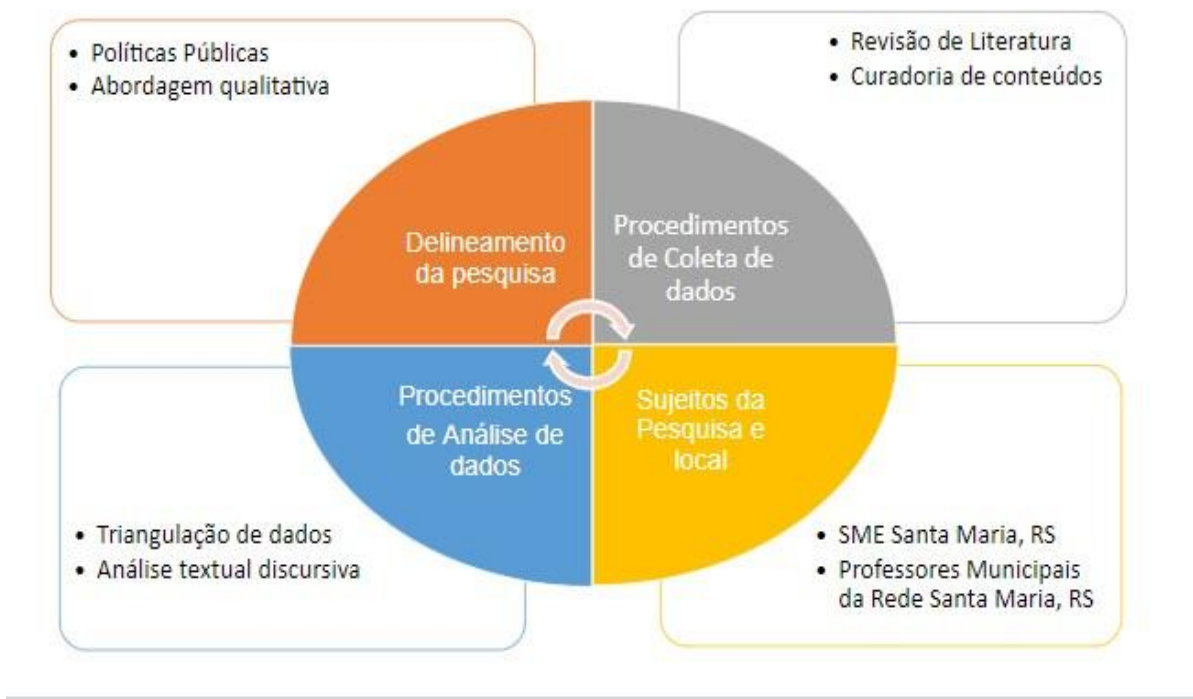 • Políticas Públicas
• Abordagem qualitativa
• Revisão de Literatura
• Curadoria de conteúdos
Delineamento
da pesquisa
Procedimentos
de Coleta de
dados
Procedimentos
de Análise de
dados
Sujeitos da
Pesquisa e
local
• Triangulação de dados
• Análise textual discursiva
• SME Santa Maria, RS
• Professores Municipais
da Rede Santa Maria, RS